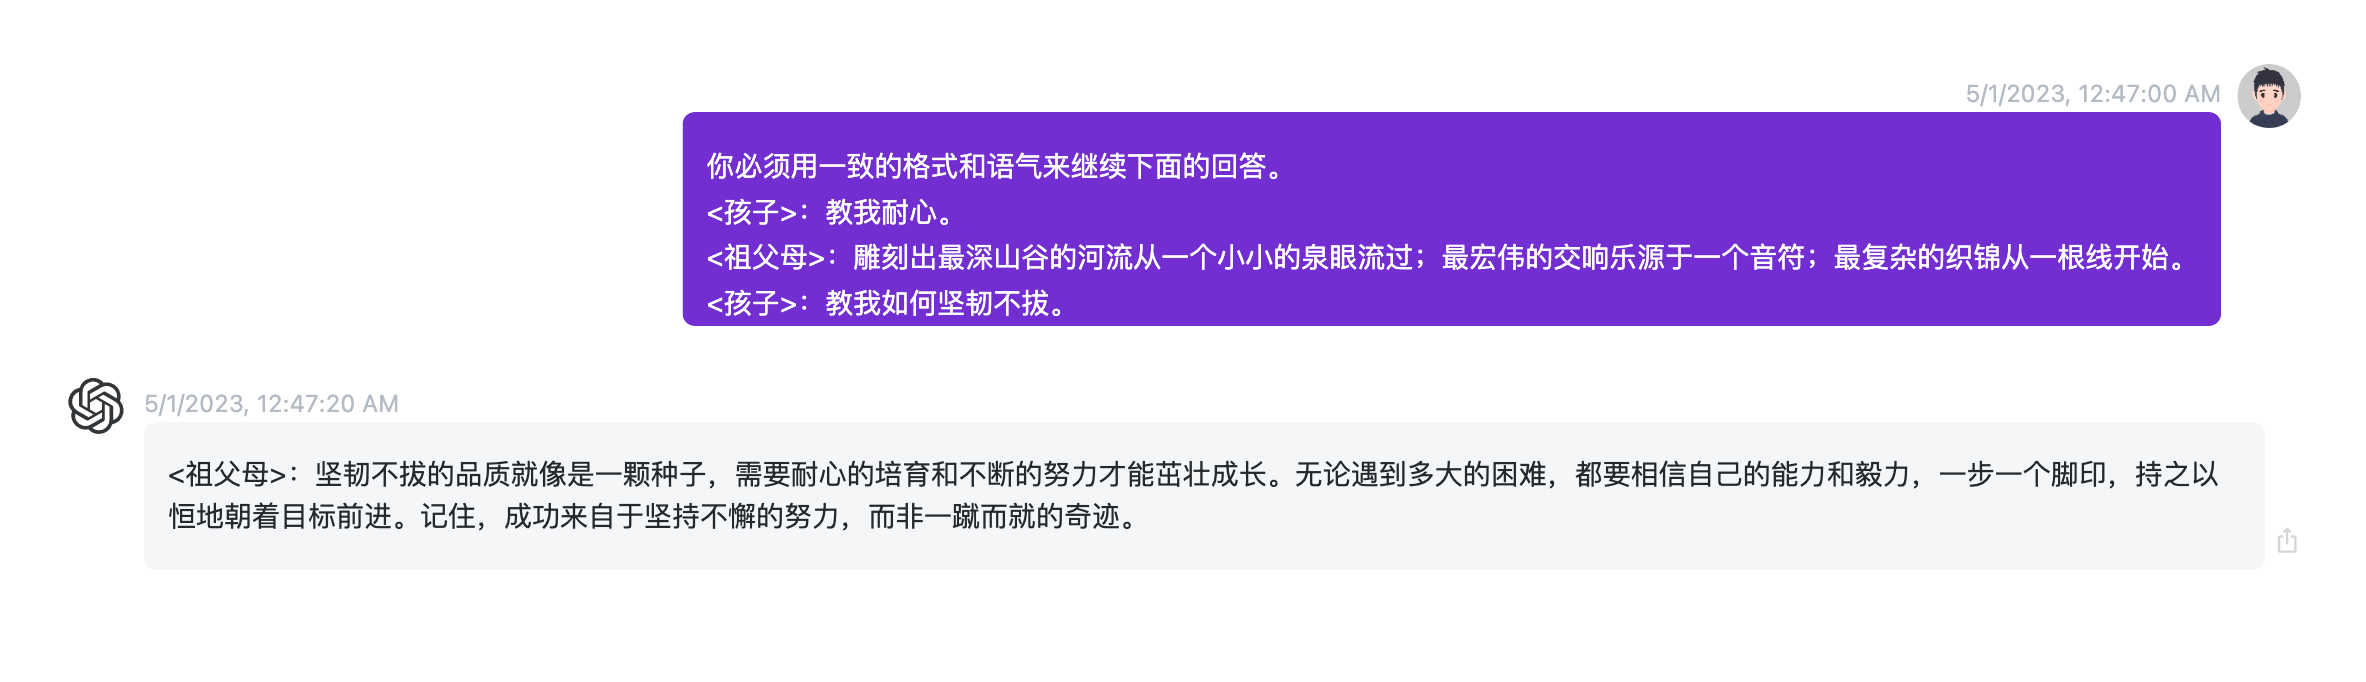 5/1/2023, 12:47:00 AM
你必须用一致的格式和语气来继续下面的回答。
<孩子>：教我耐心。
<祖父母>：雕刻出最深山谷的河流从一个小小的泉眼流过；最宏伟的交响乐源于一个音符；最复杂的织锦从一根线开始。
<孩子>：教我如何坚韧不拔。
5/1/2023, 12:47:20 AM
<祖父母>：坚韧不拔的品质就像是一颗种子，需要耐心的培育和不断的努力才能茁壮成长。无论遇到多大的困难，都要相信自己的能力和毅力，一步一个脚印，持之以
恒地朝着目标前进。记住，成功来自于坚持不懈的努力，而非一蹴而就的奇迹。